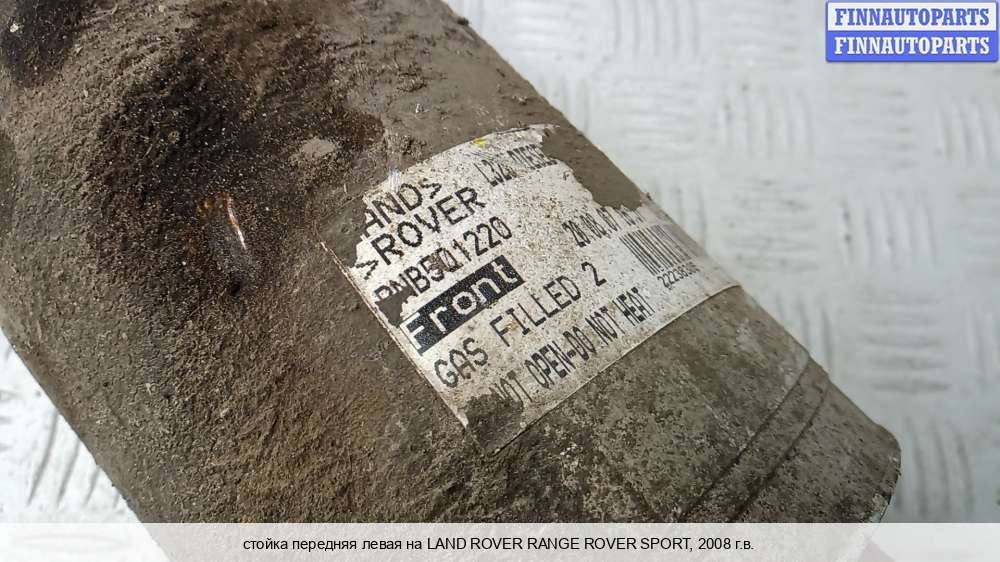 FINNAUTOPARTS
FINNAUTOPARTS
LAND>
>ROVER
RNB501220
Front
GAS FILLED 2
NOT OPEN-DO NOT HEAT
стойка передняя левая на LAND ROVER RANGE ROVER SPORT, 2008 г.в.